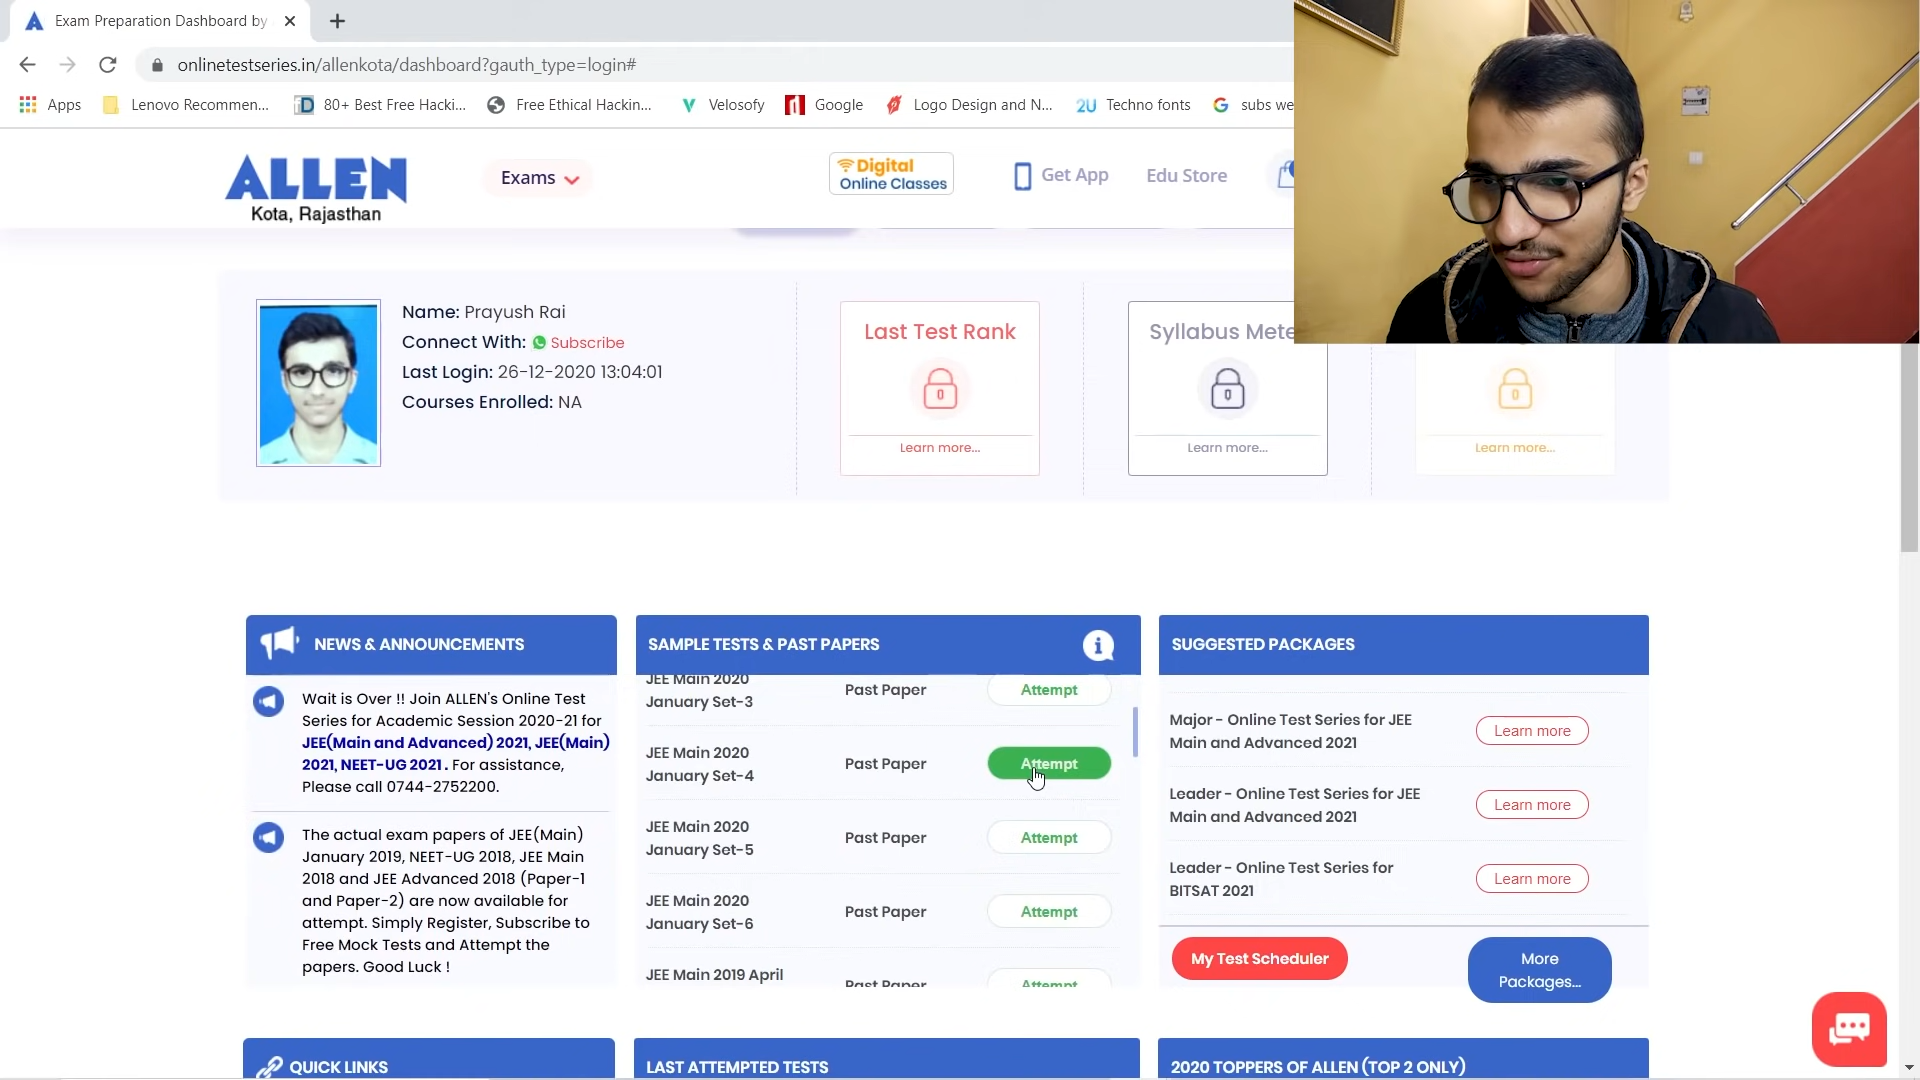 Exam Preparation Dashboard by
onlinetestseries.in/allenkota/dashboard?gauth_type=login#
Apps
Lenovo Recommen...
80+ Best Free Hacki...
Free Ethical Hackin...
Velosofy
Google
Logo Design and N...
2U Techno fonts
subs we
ALLEN
Kota, Rajasthan
Exams
Digital
Online Classes
Get App
Edu Store
Name: Prayush Rai
Connect With: Subscribe
Last Login: 26-12-2020 13:04:01
Courses Enrolled: NA
Last Test Rank
Learn more...
Syllabus Mete
Learn more...
Learn more...
NEWS & ANNOUNCEMENTS
Wait is Over !! Join ALLEN's Online Test
Series for Academic Session 2020-21 for
JEE(Main and Advanced) 2021, JEE(Main)
2021, NEET-UG 2021. For assistance,
Please call 0744-2752200.
The actual exam papers of JEE(Main)
January 2019, NEET-UG 2018, JEE Main
2018 and JEE Advanced 2018 (Paper-1
and Paper-2) are now available for
attempt. Simply Register, Subscribe to
Free Mock Tests and Attempt the
papers. Good Luck !
SAMPLE TESTS & PAST PAPERS
JEE Main 2020
January Set-3
Past Paper
Attempt
JEE Main 2020
January Set-4
Past Paper
Attempt
JEE Main 2020
January Set-5
Past Paper
Attempt
JEE Main 2020
January Set-6
Past Paper
Attempt
JEE Main 2019 April
Past Paper
Attempt
SUGGESTED PACKAGES
Major - Online Test Series for JEE
Main and Advanced 2021
Learn more
Leader - Online Test Series for JEE
Main and Advanced 2021
Learn more
Leader - Online Test Series for
BITSAT 2021
Learn more
My Test Scheduler
More
Packages...
QUICK LINKS
LAST ATTEMPTED TESTS
2020 TOPPERS OF ALLEN (TOP 2 ONLY)